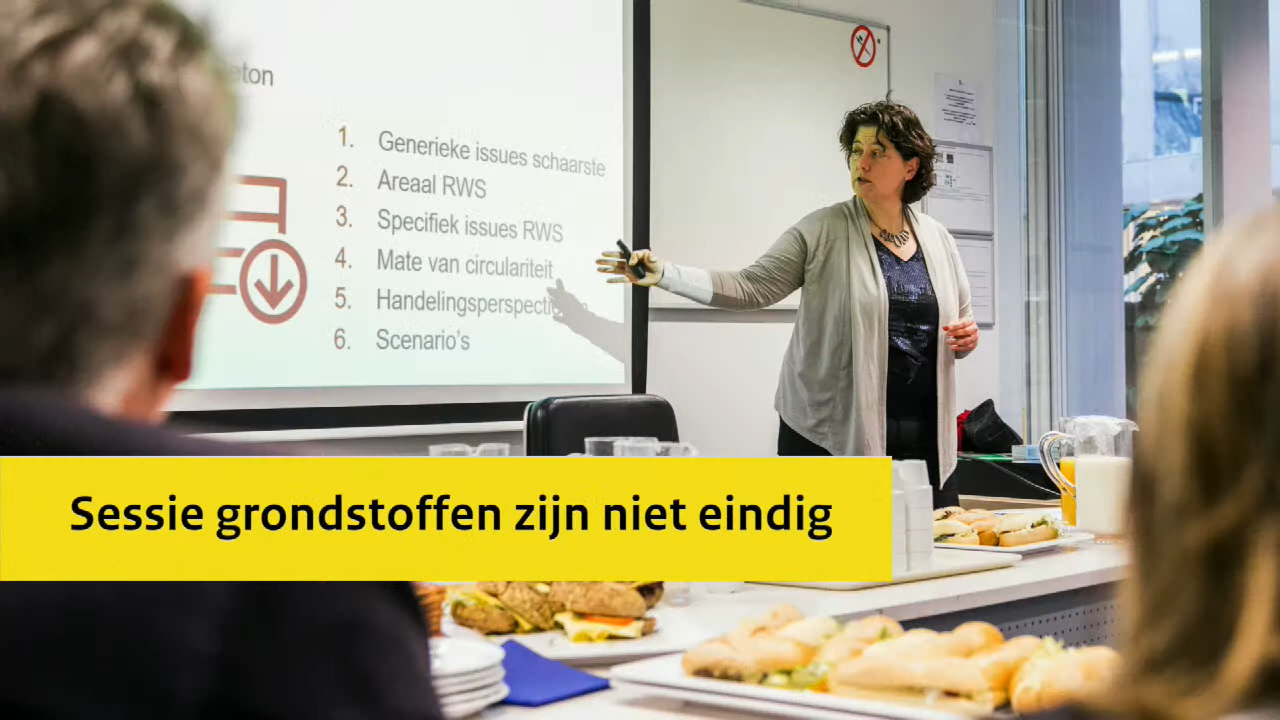 1. Generieke issues schaarste
2. Areaal RWS
3. Specifiek issues RWS
4. Mate van circulariteit
5.
6. Scenario's
Sessie grondstoffen zijn niet eindig